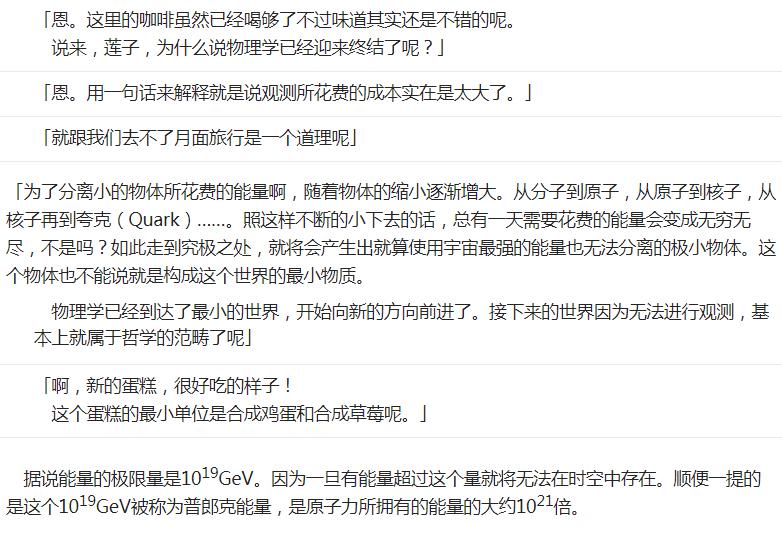 「恩。这里的咖啡虽然已经喝够了不过味道其实还是不错的呢。
说来，莲子，为什么说物理学已经迎来终结了呢？」
「恩。用一句话来解释就是说观测所花费的成本实在是太大了。」
「就跟我们去不了月面旅行是一个道理呢」
「为了分离小的物体所花费的能量啊，随着物体的缩小逐渐增大。从分子到原子，从原子到核子，从
核子再到夸克（Quark）……。照这样不断的小下去的话，总有一天需要花费的能量会变成无穷无
尽，不是吗？如此走到究极之处，就将会产生出就算使用宇宙最强的能量也无法分离的极小物体。这
个物体也不能说就是构成这个世界的最小物质。
物理学已经到达了最小的世界，开始向新的方向前进了。接下来的世界因为无法进行观测，基
本上就属于哲学的范畴了呢」
「啊，新的蛋糕，很好吃的样子！
这个蛋糕的最小单位是合成鸡蛋和合成草莓呢。」
据说能量的极限量是10¹⁹GeV。因为一旦有能量超过这个量就将无法在时空中存在。顺便一提的
是这个10¹⁹GeV被称为普郎克能量，是原子力所拥有的能量的大约10²¹倍。